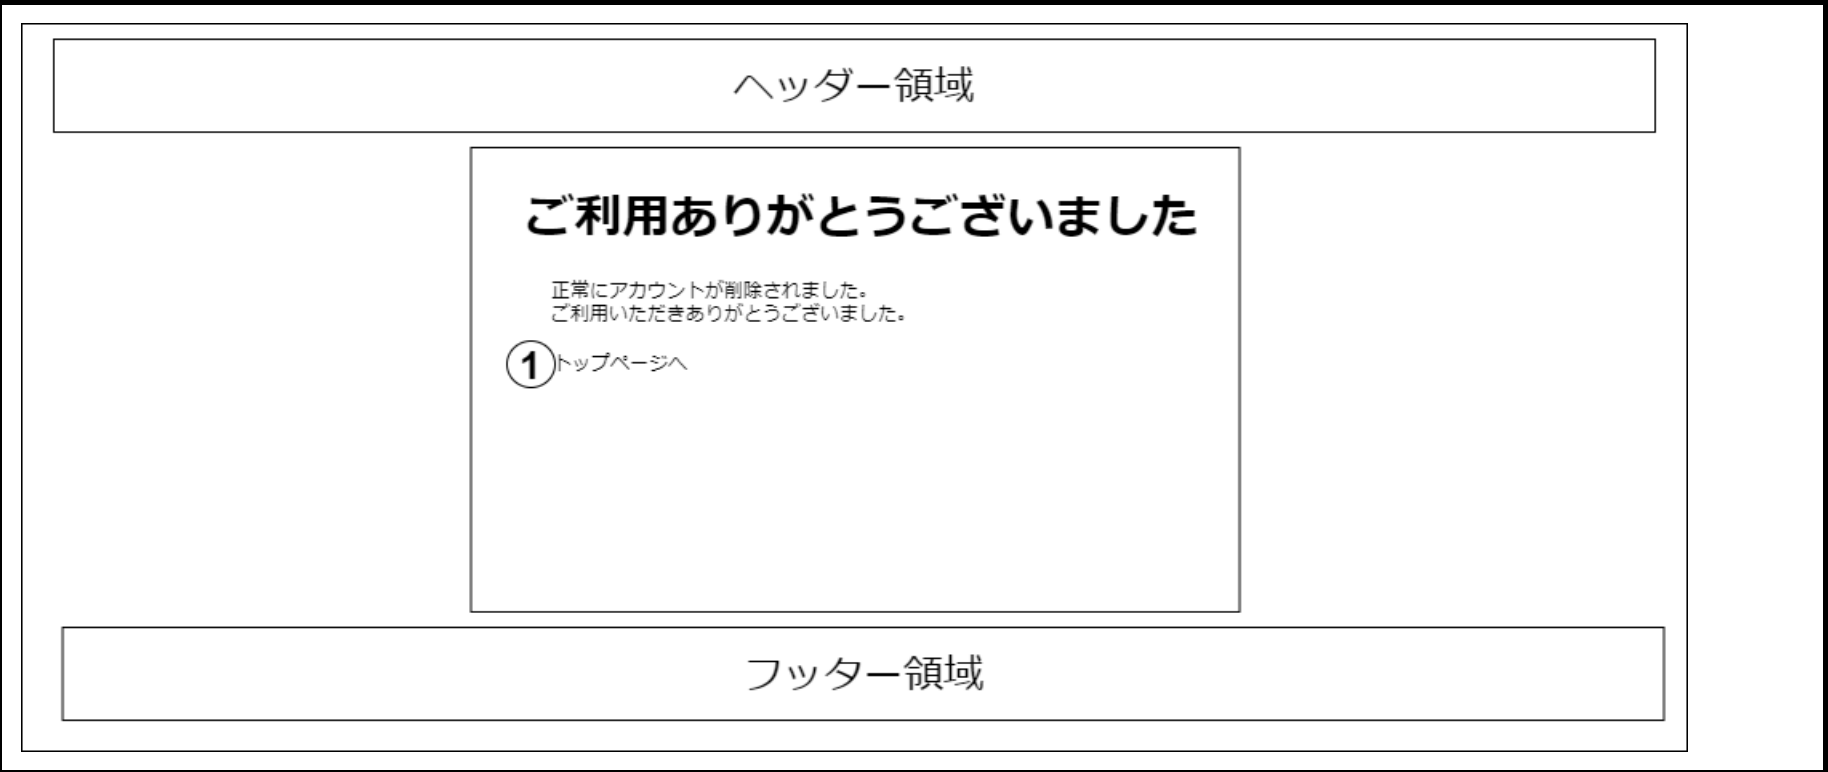 ヘッダー領域
ご利用ありがとうございました
正常にアカウントが削除されました。
ご利用いただきありがとうございました。
1 トップページへ
フッター領域